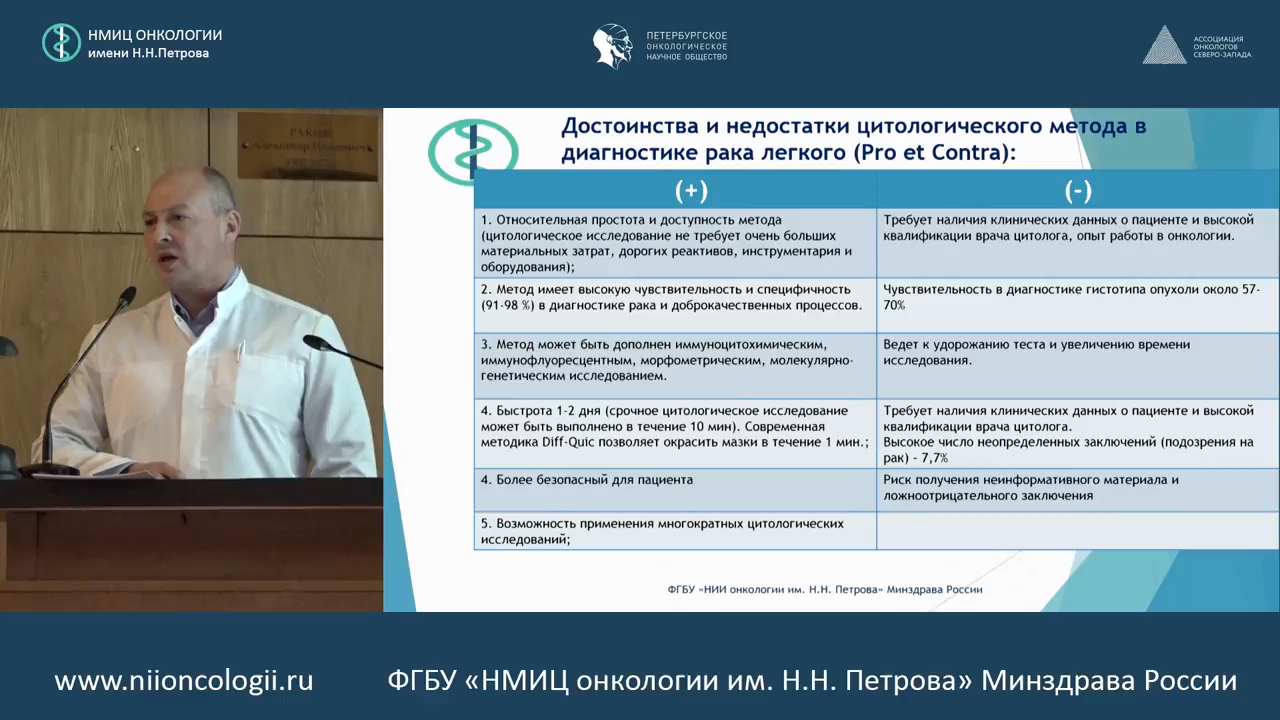 НМИЦ ОНКОЛОГИИ
имени Н.Н.Петрова
ПЕТЕРБУРГСКОЕ
ОНКОЛОГИЧЕСКОЕ
НАУЧНОЕ ОБЩЕСТВО
АССОЦИАЦИЯ
ОНКОЛОГОВ
СЕВЕРО-ЗАПАДА
Достоинства и недостатки цитологического метода в
диагностике рака легкого (Pro et Contra):
(+)
(-)
1. Относительная простота и доступность метода
(цитологическое исследование не требует очень больших
материальных затрат, дорогих реактивов, инструментария и
оборудования);
Требует наличия клинических данных о пациенте и высокой
квалификации врача цитолога, опыт работы в онкологии.
2. Метод имеет высокую чувствительность и специфичность
(91-98 %) в диагностике рака и доброкачественных процессов.
Чувствительность в диагностике гистотипа опухоли около 57-
70%
3. Метод может быть дополнен иммуноцитохимическим,
иммунофлуоресцентным, морфометрическим, молекулярно-
генетическим исследованием.
Ведет к удорожанию теста и увеличению времени
исследования.
4. Быстрота 1-2 дня (срочное цитологическое исследование
может быть выполнено в течение 10 мин). Современная
методика Diff-Quic позволяет окрасить мазки в течение 1 мин.;
Требует наличия клинических данных о пациенте и высокой
квалификации врача цитолога.
Высокое число неопределенных заключений (подозрения на
рак) - 7,7%
4. Более безопасный для пациента
Риск получения неинформативного материала и
ложноотрицательного заключения
5. Возможность применения многократных цитологических
исследований;
ФГБУ «НИИ онкологии им. Н.Н. Петрова» Минздрава России
www.niioncologii.ru
ФГБУ «НМИЦ онкологии им. Н.Н. Петрова» Минздрава России